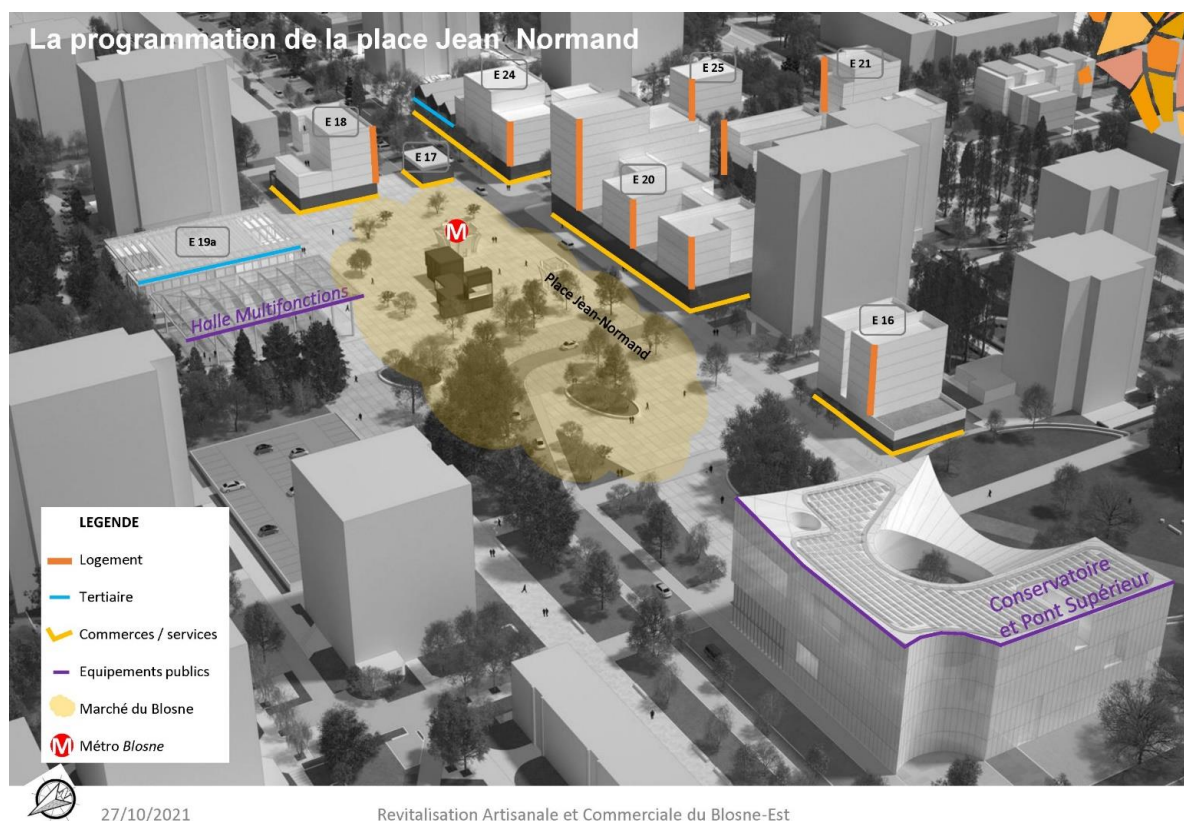 La programmation de la place Jean Normand
E 24
E 25
E 21
E 18
E 17
E 20
E 19a
M
Halle Multifonctions
Place Jean-Normand
E 16
LEGENDE
Logement
Tertiaire
Commerces / services
Equipements publics
Marché du Blosne
M Métro Blosne
Conservatoire
et Pont Supérieur
27/10/2021
Revitalisation Artisanale et Commerciale du Blosne-Est